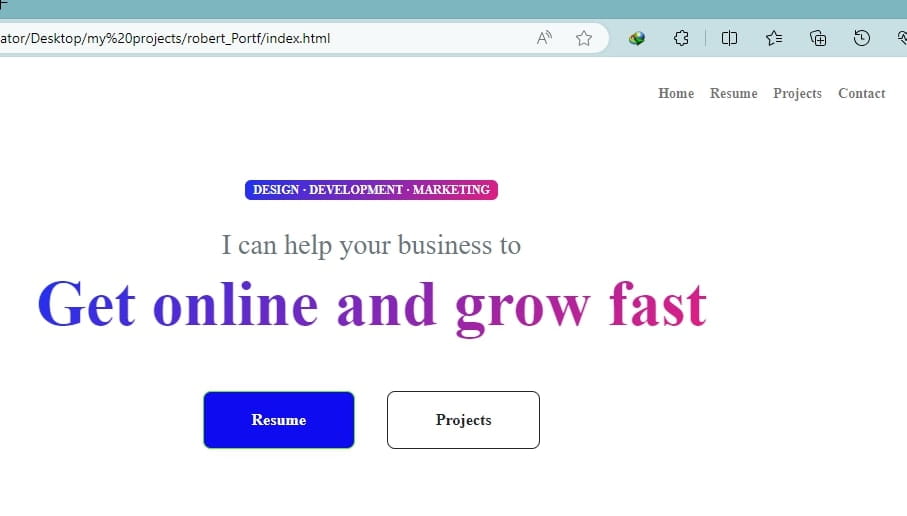 ator/Desktop/my%20projects/robert_Portf/index.html
Home Resume Projects Contact
DESIGN · DEVELOPMENT · MARKETING
I can help your business to
Get online and grow fast
Resume Projects